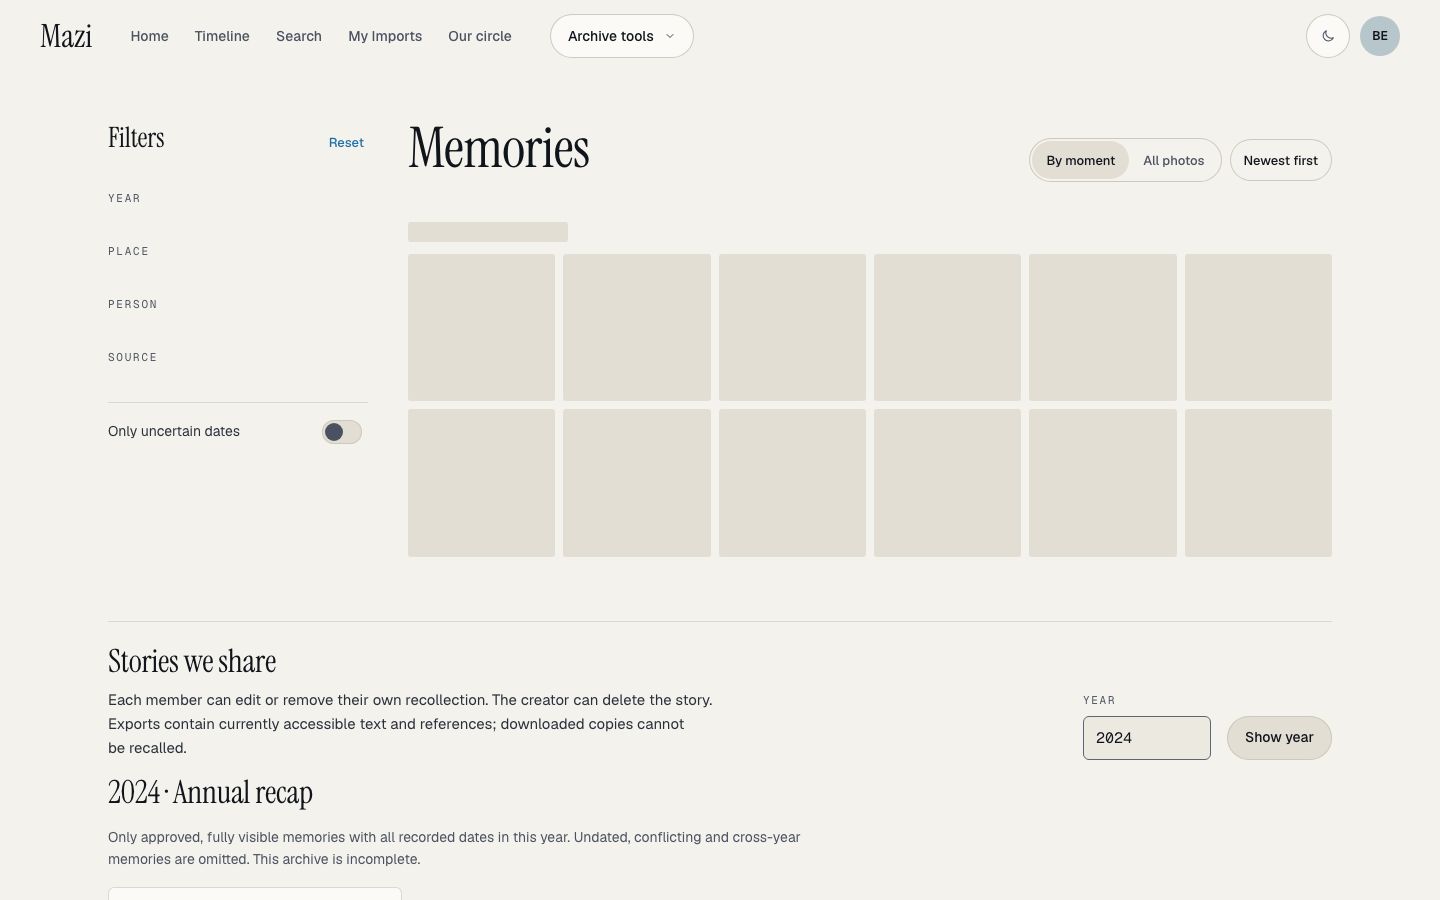 Mazi
Home
Timeline
Search
My Imports
Our circle
Archive tools
BE
Filters
Reset
YEAR
PLACE
PERSON
SOURCE
Only uncertain dates
Memories
By moment
All photos
Newest first
Stories we share
Each member can edit or remove their own recollection. The creator can delete the story.
Exports contain currently accessible text and references; downloaded copies cannot
be recalled.
YEAR
2024
Show year
2024 · Annual recap
Only approved, fully visible memories with all recorded dates in this year. Undated, conflicting and cross-year
memories are omitted. This archive is incomplete.